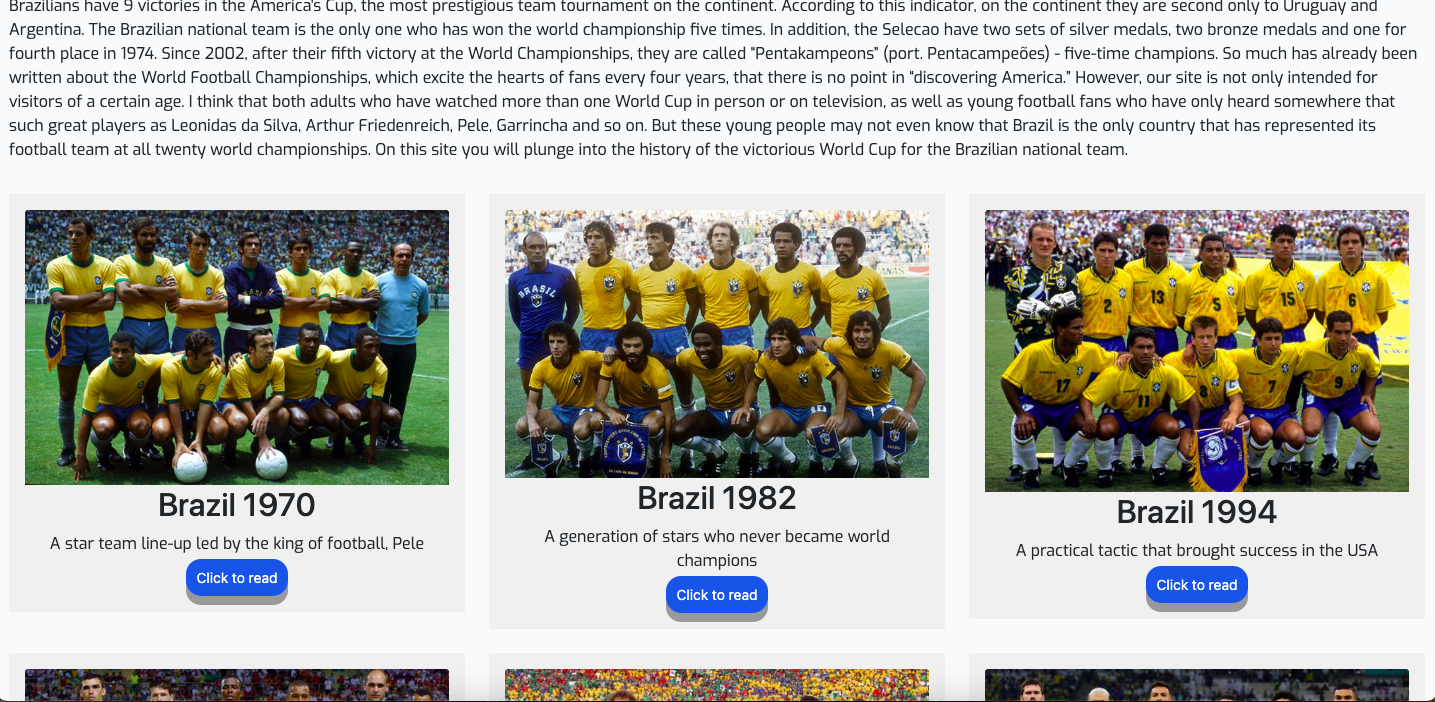 Brazilians have 9 victories in the America's Cup, the most prestigious team tournament on the continent. According to this indicator, on the continent they are second only to Uruguay and
Argentina. The Brazilian national team is the only one who has won the world championship five times. In addition, the Selecao have two sets of silver medals, two bronze medals and one for
fourth place in 1974. Since 2002, after their fifth victory at the World Championships, they are called "Pentakampeons" (port. Pentacampeões) - five-time champions. So much has already been
written about the World Football Championships, which excite the hearts of fans every four years, that there is no point in "discovering America." However, our site is not only intended for
visitors of a certain age. I think that both adults who have watched more than one World Cup in person or on television, as well as young football fans who have only heard somewhere that
such great players as Leonidas da Silva, Arthur Friedenreich, Pele, Garrincha and so on. But these young people may not even know that Brazil is the only country that has represented its
football team at all twenty world championships. On this site you will plunge into the history of the victorious World Cup for the Brazilian national team.
BRASIL
2
13
5
15
6
17
11
8
7
9
Brazil 1970
A star team line-up led by the king of football, Pele
Click to read
Brazil 1982
A generation of stars who never became world
champions
Click to read
Brazil 1994
A practical tactic that brought success in the USA
Click to read